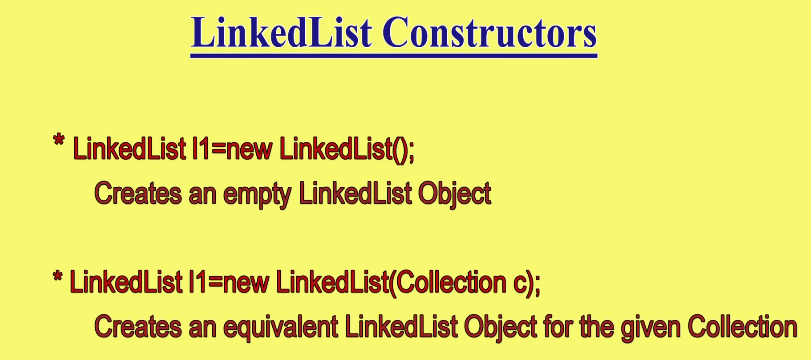 LinkedList Constructors
* LinkedList l1=new LinkedList();
Creates an empty LinkedList Object
* LinkedList l1=new LinkedList(Collection c);
Creates an equivalent LinkedList Object for the given Collection